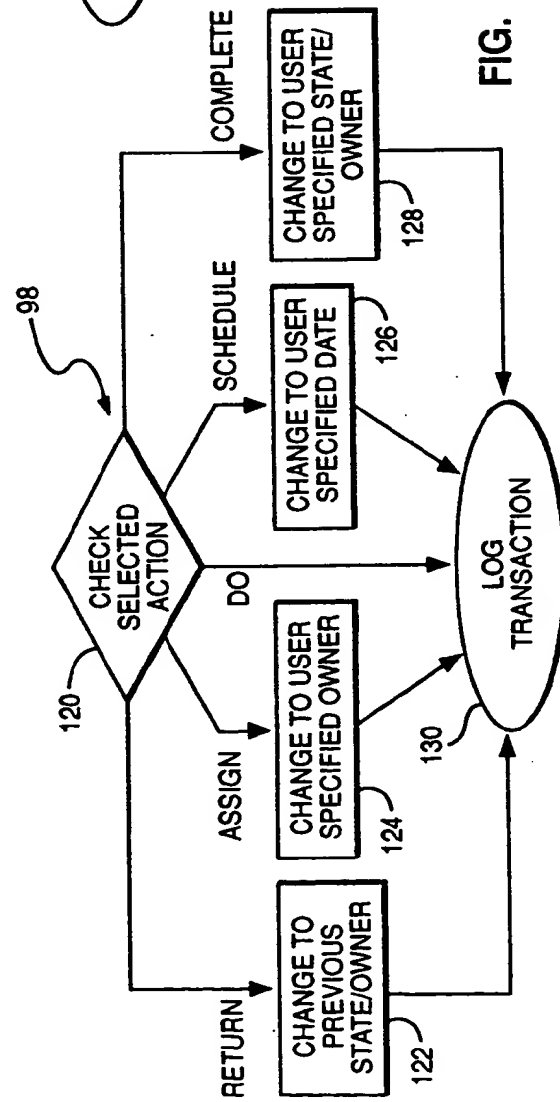 98
120
CHECK
SELECTED
ACTION
RETURN
ASSIGN
DO
SCHEDULE
COMPLETE
CHANGE TO
PREVIOUS
STATE/OWNER
122
CHANGE TO USER
SPECIFIED OWNER
124
CHANGE TO USER
SPECIFIED DATE
126
CHANGE TO USER
SPECIFIED STATE/
OWNER
128
130
LOG
TRANSACTION
FIG.